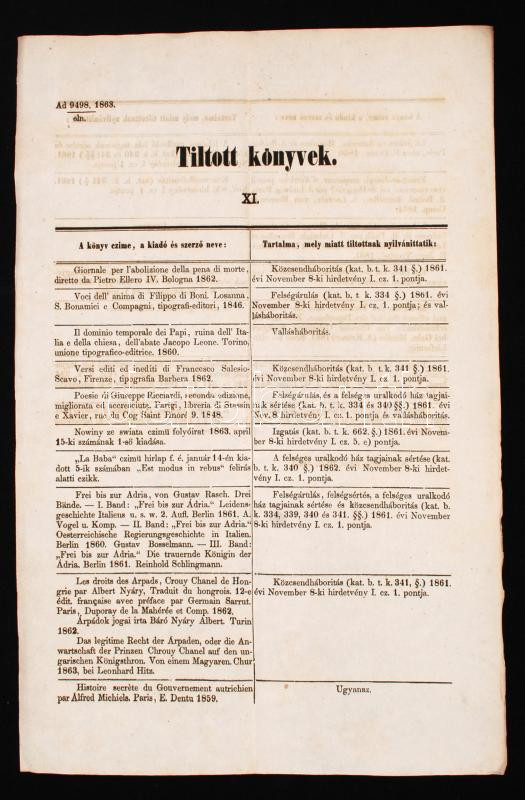 Ad 9498. 1863.
eln.
Tiltott könyvek.
XI.
A könyv czime, a kiadó és szerző neve:
Tartalma, mely miatt tiltottnak nyilvánittatik:
Giornale per l'abolizione della pena di morte,
diretto da Pietro Ellero IV. Bologna 1862.
Közcsendháboritás (kat. b. t. k. 341 §.) 1861.
évi November 8-ki hirdetvény I. cz. 1. pontja.
Voci dell' anima di Filippo di Boni. Losanna,
S. Bonamici e Compagni, tipografi-editori, 1846.
Felségárulás (kat. b. t. k. 334 §.) 1861. évi
November 8-ki hirdetvény I. cz. 1. pontja; és val-
lásháboritás.
Il dominio temporale dei Papi, ruina dell' Ita-
lia e della chiesa, dell'abate Jacopo Leone. Torino,
unione tipografico-editrice. 1860.
Vallásháboritás.
Versi editi ed inediti di Francesco Salesio-
Scavo, Firenze, tipografia Barbera 1862.
Közcsendháboritás (kat. b. t. k. 341 §.) 1861.
évi November 8-ki hirdetvény I. cz. 1. pontja.
Poesie di Giuseppe Ricciardi, seconda edizione,
migliorata ed accresciuta. Parigi, libreria di Stassin
e Xavier, rue du Coq Saint Honoré 9. 1848.
Felségárulás, és a felséges uralkodó ház tagjai-
nak sértése (kat. b. t. k. 334 és 340 §§.) 1861. évi
Nov. 8 hirdetvény I. cz. 1. pontja és vallásháboritás.
Nowiny ze swiata czimü folyóirat 1863. april
15-ki számának 1-ső kiadása.
Izgatás (kat. b. t. k. 662. §.) 1861. évi Novem-
ber 8-ki hirdetvény I. cz. 5. e) pontja.
„La Baba" czimü hirlap f. é. január 14-én ki-
adott 5-ik számában „Est modus in rebus" felirás
alatti czikk.
A felséges uralkodó ház tagjainak sértése (kat.
b. t. k. 340 §.) 1862. évi November 8-ki hirdet-
vény I. cz. 1. pontja.
Frei bis zur Adria, von Gustav Rasch. Drei
Bände. — I. Band: „Frei bis zur Adria." Leidens-
geschichte Italiens u. s. w. 2. Aufl. Berlin 1861. A.
Vogel u. Komp. — II. Band: „Frei bis zur Adria."
Oesterreichische Regierungsgeschichte in Italien.
Berlin 1860. Gustav Bosselmann. — III. Band:
„Frei bis zur Adria." Die trauernde Königin der
Adria. Berlin 1861. Reinhold Schlingmann.
Felségárulás, felségsértés, a felséges uralkodó
ház tagjainak sértése és közcsendháboritás (kat. b.
k. 334, 339, 340 és 341. §§.) 1861. évi November
8-ki hirdetvény I. cz. 1. pontja.
Les droits des Arpads, Crouy Chanel de Hon-
grie par Albert Nyáry, Traduit du hongrois. 12-e
édit. française avec préface par Germain Sarrut.
Paris, Duporay de la Mahérée et Comp. 1862.
Árpádok jogai irta Báró Nyáry Albert. Turin
1862.
Das legitime Recht der Árpaden, oder die An-
wartschaft der Prinzen Chrouy Chanel auf den un-
garischen Königsthron. Von einem Magyaren. Chur
1863, bei Leonhard Hitz.
Közcsendháboritás (kat. b. t. k. 341, §.) 1861.
évi November 8-ki hirdetvény I. cz. 1. pontja.
Histoire secrète du Gouvernement autrichien
par Alfred Michiels. Paris, E. Dentu 1859.
Ugyanaz.